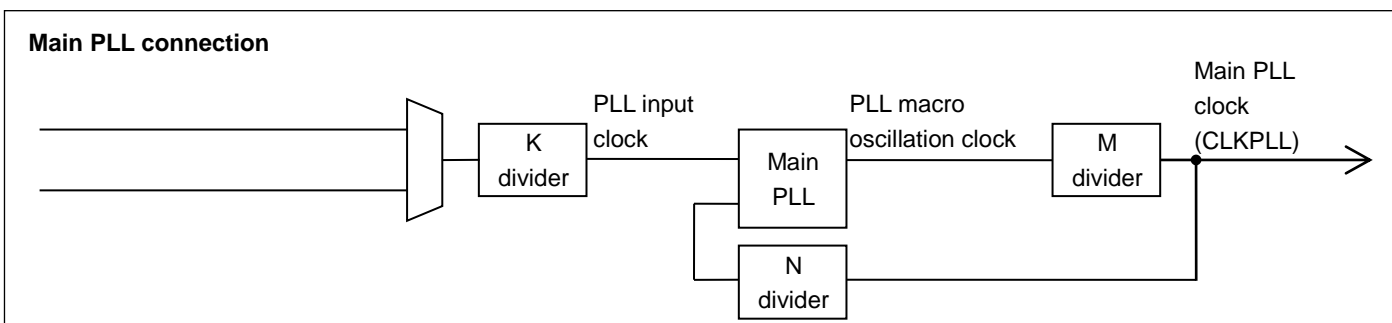 Main PLL connection
K
divider
PLL input
clock
Main
PLL
PLL macro
oscillation clock
M
divider
Main PLL
clock
(CLKPLL)
N
divider